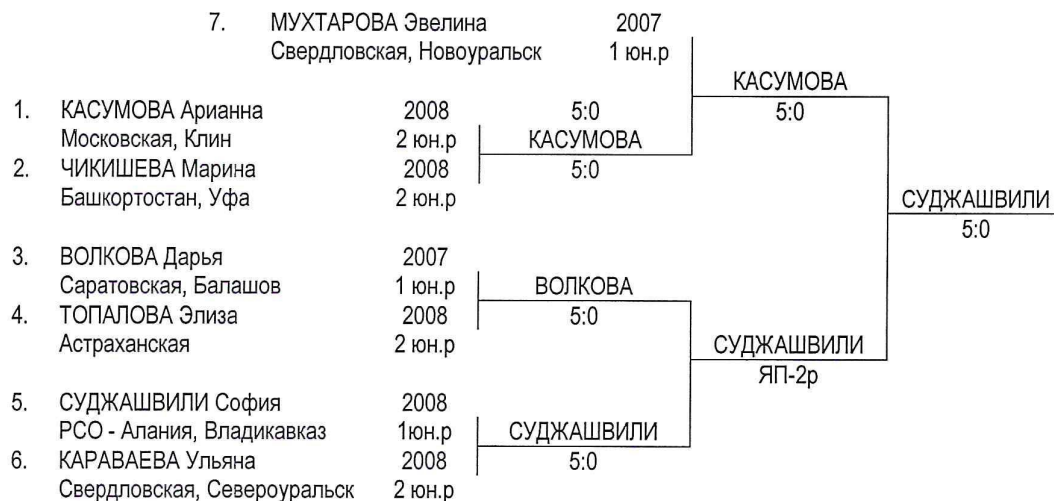 7. МУХТАРОВА Эвелина 2007
Свердловская, Новоуральск 1 юн.р
КАСУМОВА
5:0
1. КАСУМОВА Арианна 2008 5:0
Московская, Клин 2 юн.р КАСУМОВА
2. ЧИКИШЕВА Марина 2008 5:0
Башкортостан, Уфа 2 юн.р
СУДЖАШВИЛИ
5:0
3. ВОЛКОВА Дарья 2007
Саратовская, Балашов 1 юн.р ВОЛКОВА
4. ТОПАЛОВА Элиза 2008 5:0
Астраханская 2 юн.р
СУДЖАШВИЛИ
ЯП-2р
5. СУДЖАШВИЛИ София 2008
РСО - Алания, Владикавказ 1юн.р СУДЖАШВИЛИ
6. КАРАВАЕВА Ульяна 2008 5:0
Свердловская, Североуральск 2 юн.р